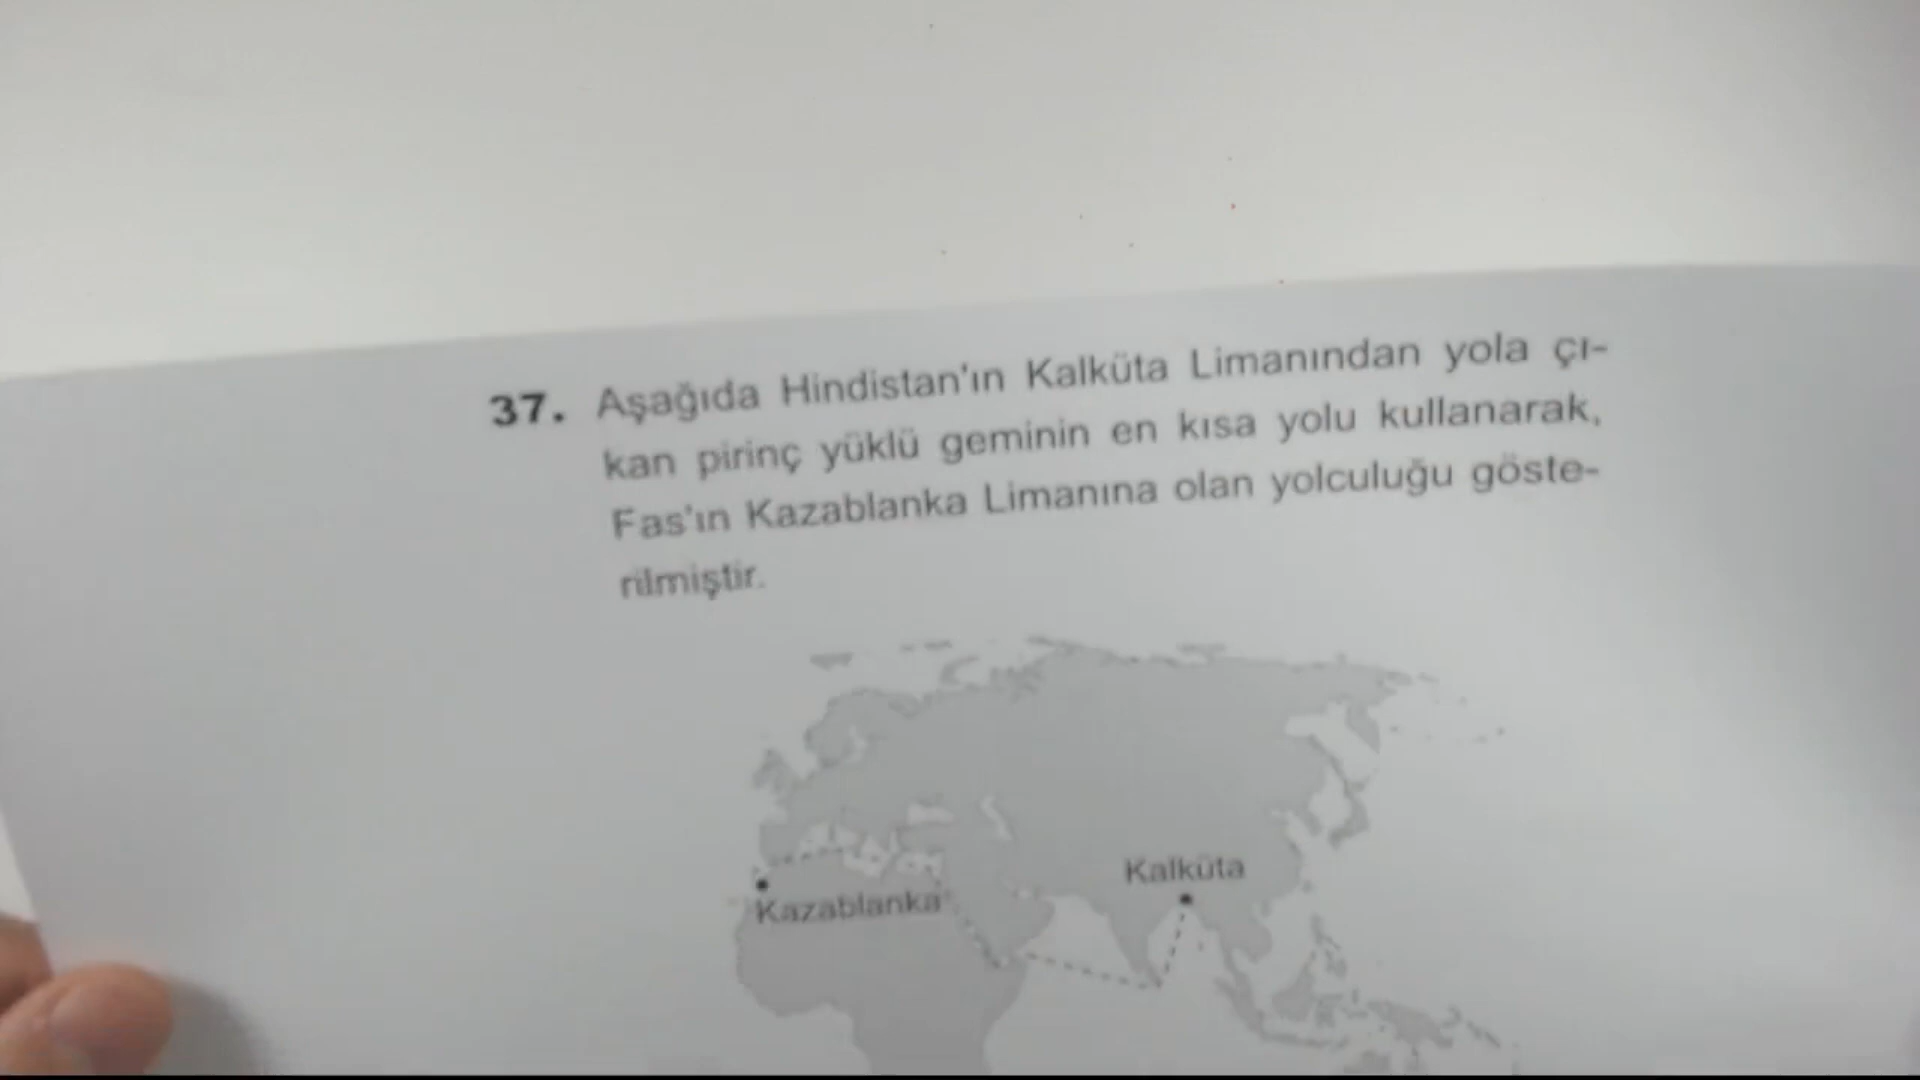 37. Aşağıda Hindistan'ın Kalküta Limanından yola çı-
kan pirinç yüklü geminin en kısa yolu kullanarak,
Fas'ın Kazablanka Limanına olan yolculuğu göste-
rilmiştir.
Kalküta
Kazablanka